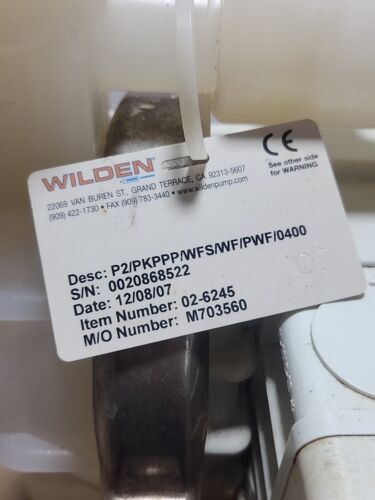 WILDEN
CE
See other side
for WARNING
22069 VAN BUREN ST., GRAND TERRACE, CA 92313-5607
(909) 422-1730 • FAX (909) 783-3440 • www.wildenpump.com
Desc: P2/PKPPP/WFS/WF/PWF/0400
S/N: 0020868522
Date: 12/08/07
Item Number: 02-6245
M/O Number: M703560